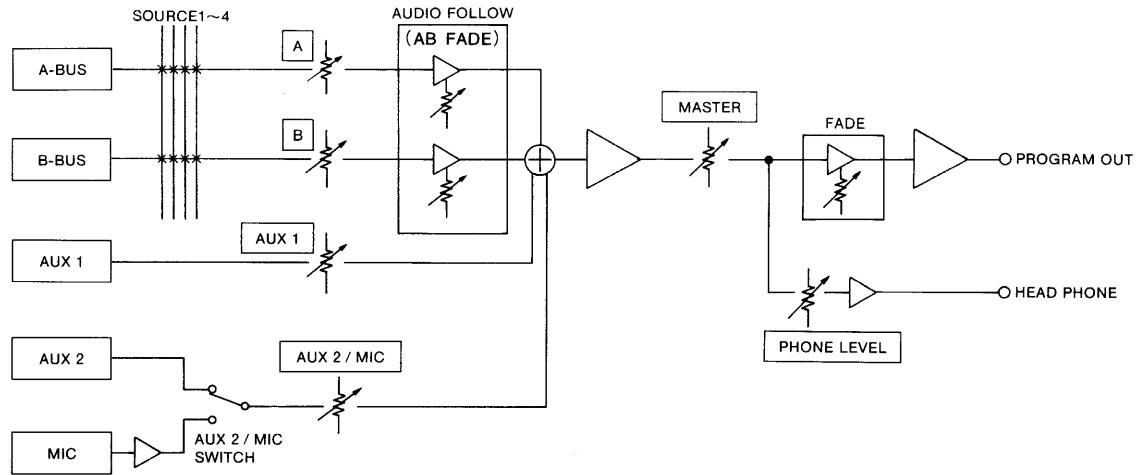 SOURCE1~4
AUDIO FOLLOW
(AB FADE)
A-BUS
A
MASTER
FADE
B-BUS
B
PROGRAM OUT
AUX 1
AUX 1
HEAD PHONE
PHONE LEVEL
AUX 2
AUX 2 / MIC
MIC
AUX 2 / MIC
SWITCH